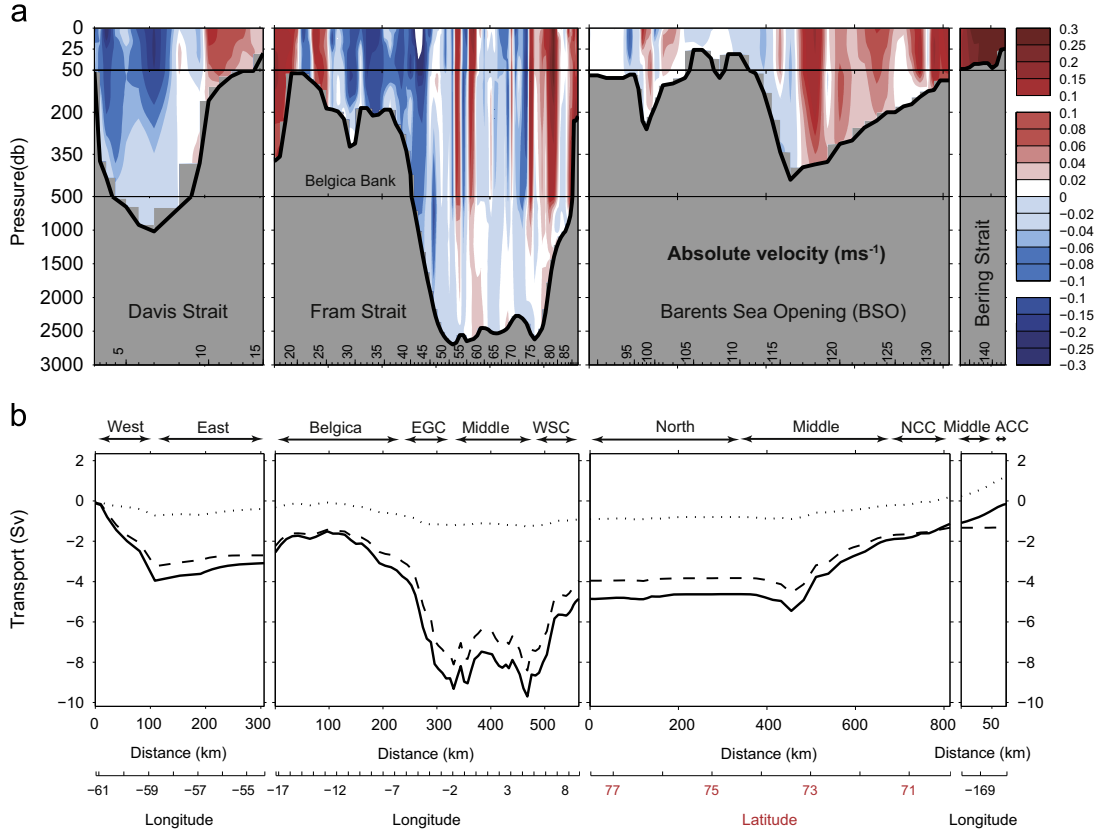 a
Pressure(db)
0
25
50
200
350
500
1000
1500
2000
2500
3000
Belgica Bank
Absolute velocity (ms⁻¹)
Davis Strait
Fram Strait
Barents Sea Opening (BSO)
Bering Strait
5 10 15
20 25 30 35 40 45 50 55 60 65 70 75 80 85
95 100 105 110 115 120 125 130
140
0.3
0.25
0.2
0.15
0.1
0.1
0.08
0.06
0.04
0.02
0
−0.02
−0.04
−0.06
−0.08
−0.1
−0.1
−0.15
−0.2
−0.25
−0.3
b
West East Belgica EGC Middle WSC North Middle NCC Middle ACC
Transport (Sv)
2 2
0 0
−2 −2
−4 −4
−6 −6
−8 −8
−10 −10
0 100 200 300 0 100 200 300 400 500 0 200 400 600 800 50
Distance (km) Distance (km) Distance (km) Distance (km)
−61 −59 −57 −55 −17 −12 −7 −2 3 8 77 75 73 71 −169
Longitude Longitude Latitude Longitude